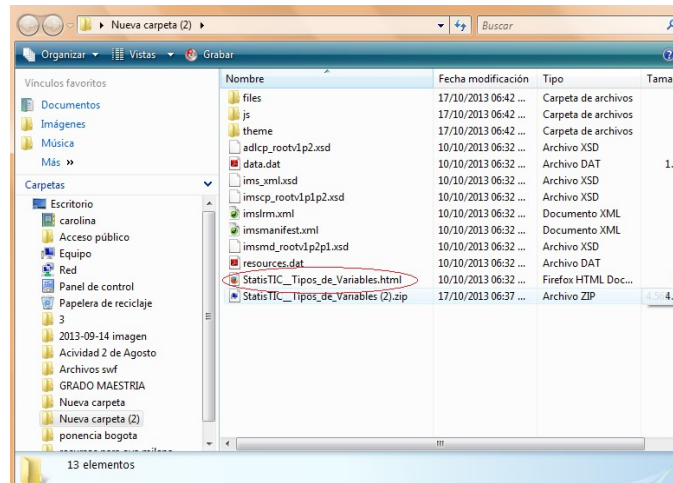 Nueva carpeta (2)
Buscar
Organizar Vistas Grabar
Vínculos favoritos
Documentos
Imágenes
Música
Más
Carpetas
Escritorio
carolina
Acceso público
Equipo
Red
Panel de control
Papelera de reciclaje
3
2013-09-14 imagen
Acividad 2 de Agosto
Archivos swf
GRADO MAESTRIA
Nueva carpeta
Nueva carpeta (2)
ponencia bogota
Nombre Fecha modificación Tipo Tama
files 17/10/2013 06:42 ... Carpeta de archivos
js 17/10/2013 06:42 ... Carpeta de archivos
theme 17/10/2013 06:42 ... Carpeta de archivos
adlcp_rootv1p2.xsd 10/10/2013 06:32 ... Archivo XSD
data.dat 10/10/2013 06:32 ... Archivo DAT 1.
ims_xml.xsd 10/10/2013 06:32 ... Archivo XSD
imscp_rootv1p1p2.xsd 10/10/2013 06:32 ... Archivo XSD
imslrm.xml 10/10/2013 06:32 ... Documento XML
imsmanifest.xml 10/10/2013 06:32 ... Documento XML
imsmd_rootv1p2p1.xsd 10/10/2013 06:32 ... Archivo XSD
resources.dat 10/10/2013 06:32 ... Archivo DAT
StatisTIC__Tipos_de_Variables.html 10/10/2013 06:32 ... Firefox HTML Doc...
StatisTIC__Tipos_de_Variables (2).zip 17/10/2013 06:37 ... Archivo ZIP
13 elementos